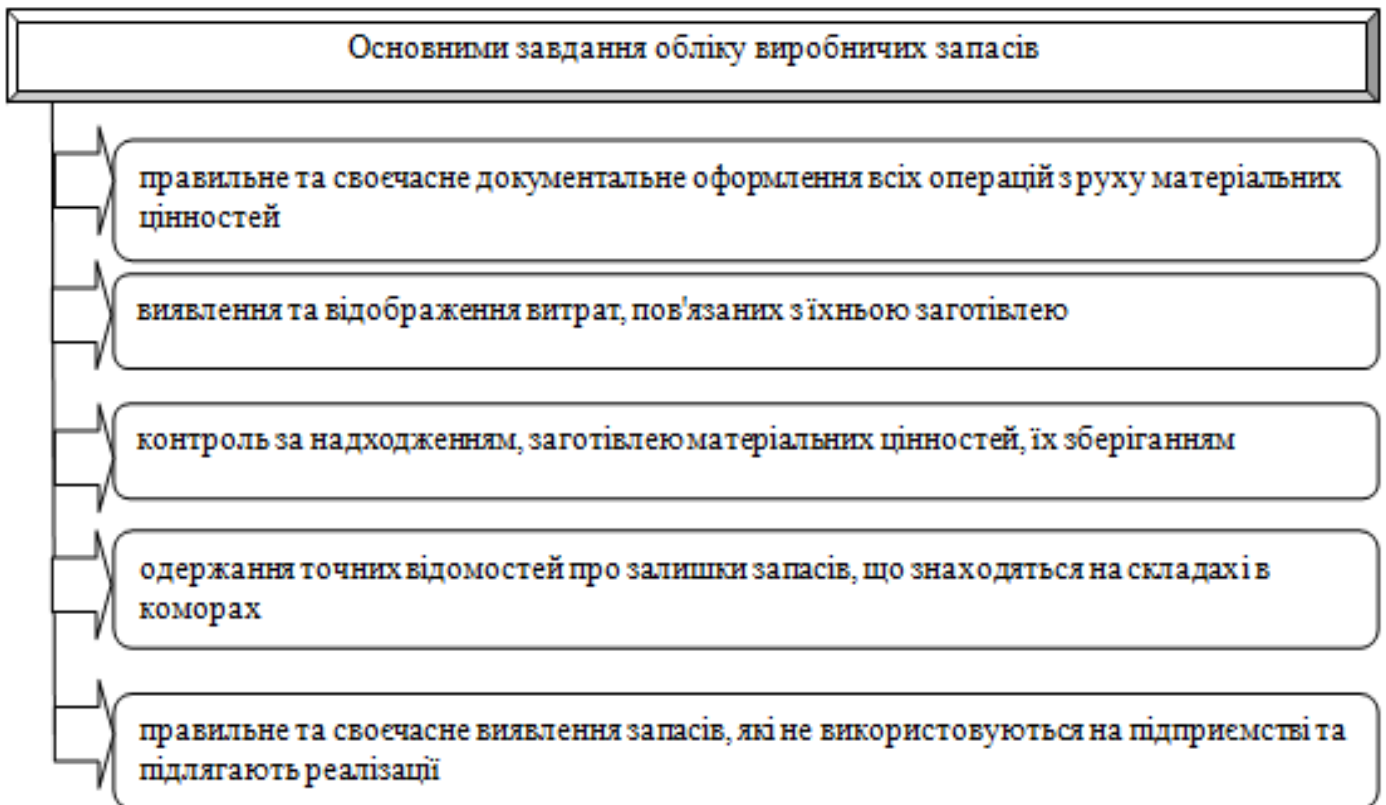 Основними завдання обліку виробничих запасів
правильне та своєчасне документальне оформлення всіх операцій з руху матеріальних
цінностей
виявлення та відображення витрат, пов'язаних з їхньою заготівлею
контроль за надходженням, заготівлею матеріальних цінностей, їх зберіганням
одержання точних відомостей про залишки запасів, що знаходяться на складах і в
коморах
правильне та своєчасне виявлення запасів, які не використовуються на підприємстві та
підлягають реалізації